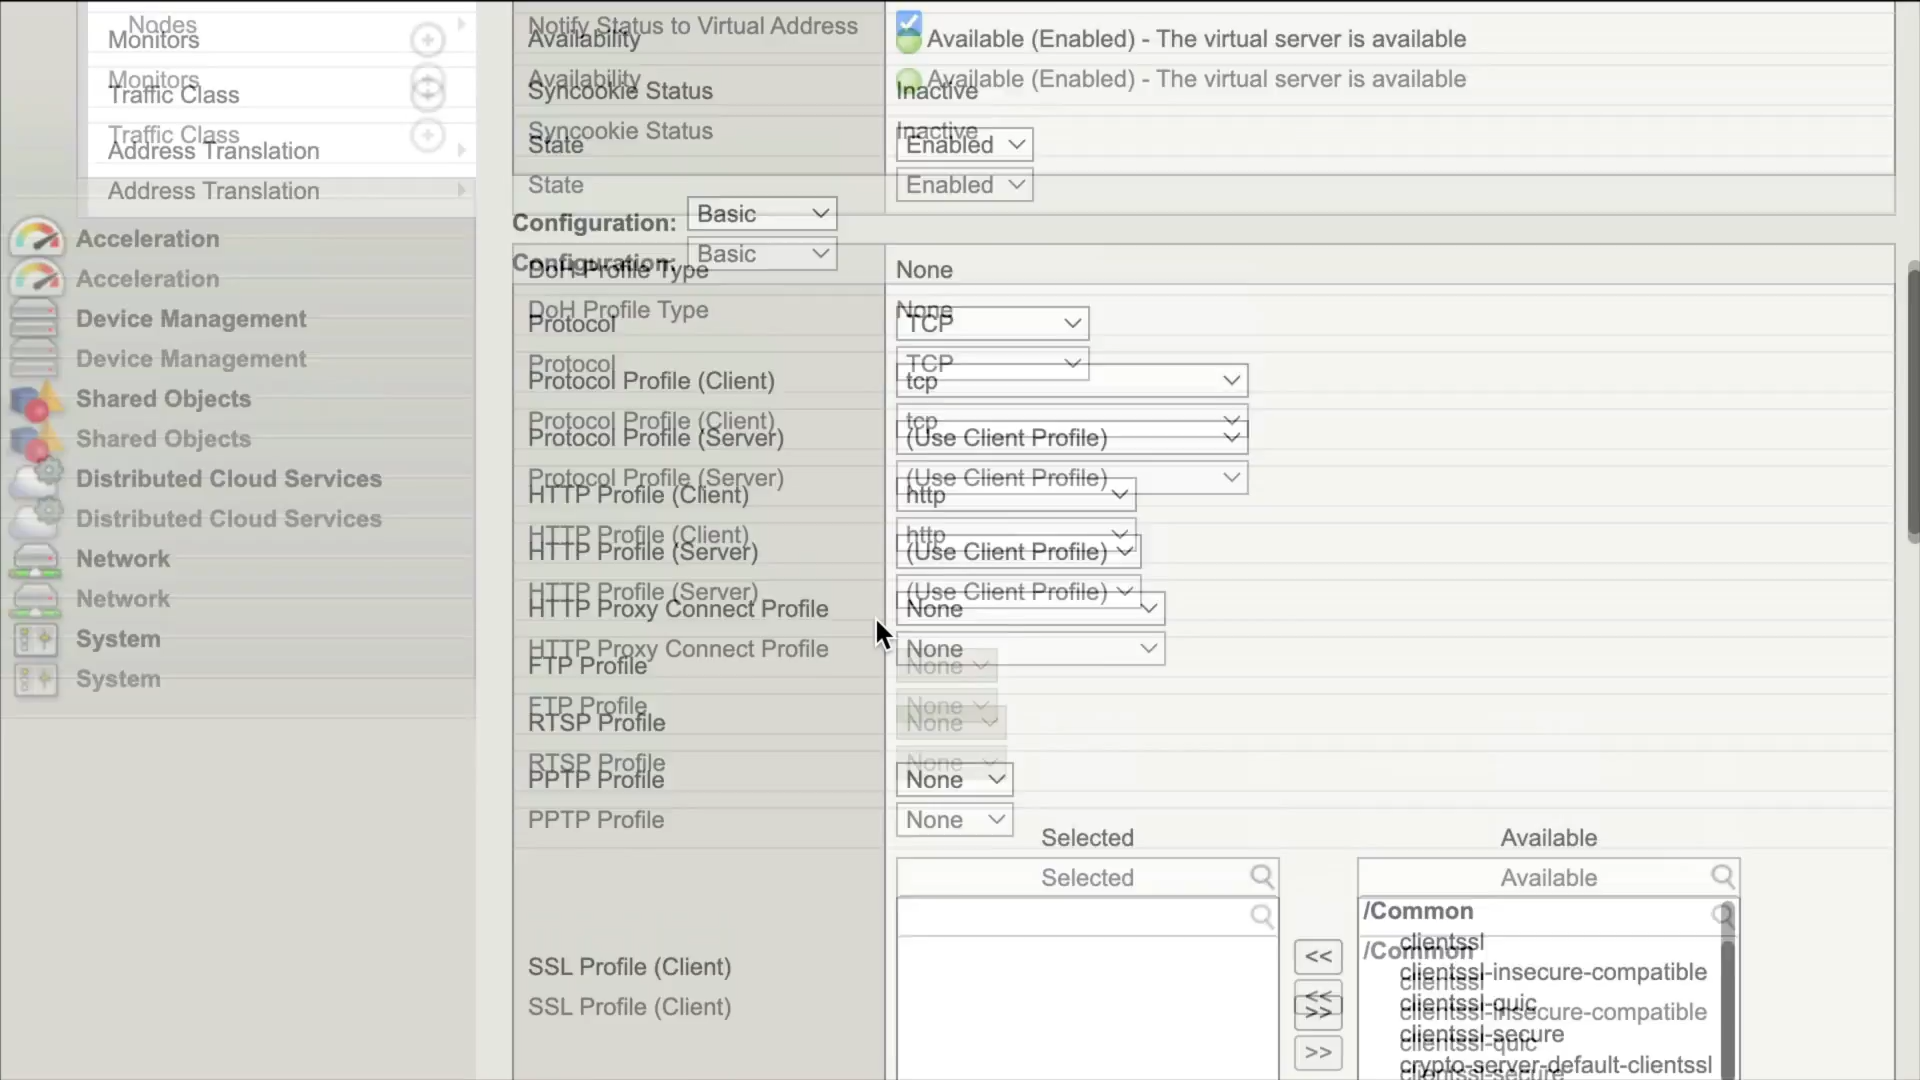 Nodes
Monitors
Monitors
Traffic Class
Traffic Class
Address Translation
Address Translation
Acceleration
Acceleration
Device Management
Device Management
Shared Objects
Shared Objects
Distributed Cloud Services
Distributed Cloud Services
Network
Network
System
System
Notify Status to Virtual Address
Availability Available (Enabled) - The virtual server is available
Availability Available (Enabled) - The virtual server is available
Syncookie Status Inactive
Syncookie Status Inactive
State Enabled
State Enabled
Configuration: Basic
Configuration: Basic
DoH Profile Type None
DoH Profile Type None
Protocol TCP
Protocol TCP
Protocol Profile (Client) tcp
Protocol Profile (Client) tcp
Protocol Profile (Server) (Use Client Profile)
Protocol Profile (Server) (Use Client Profile)
HTTP Profile (Client) http
HTTP Profile (Client) http
HTTP Profile (Server) (Use Client Profile)
HTTP Profile (Server) (Use Client Profile)
HTTP Proxy Connect Profile None
HTTP Proxy Connect Profile None
FTP Profile None
FTP Profile None
RTSP Profile None
RTSP Profile None
PPTP Profile None
PPTP Profile None
Selected Available
Selected Available
SSL Profile (Client)
SSL Profile (Client)
<<
<<
>>
>>
/Common
/Common
clientssl
clientssl
clientssl-insecure-compatible
clientssl-insecure-compatible
clientssl-quic
clientssl-quic
clientssl-secure
clientssl-secure
crypto-server-default-clientssl